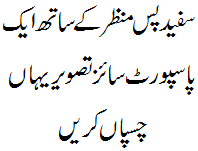 سفید پس منظر کے ساتھ ایک
پاسپورٹ سائز تصویر یہاں
چسپاں کریں